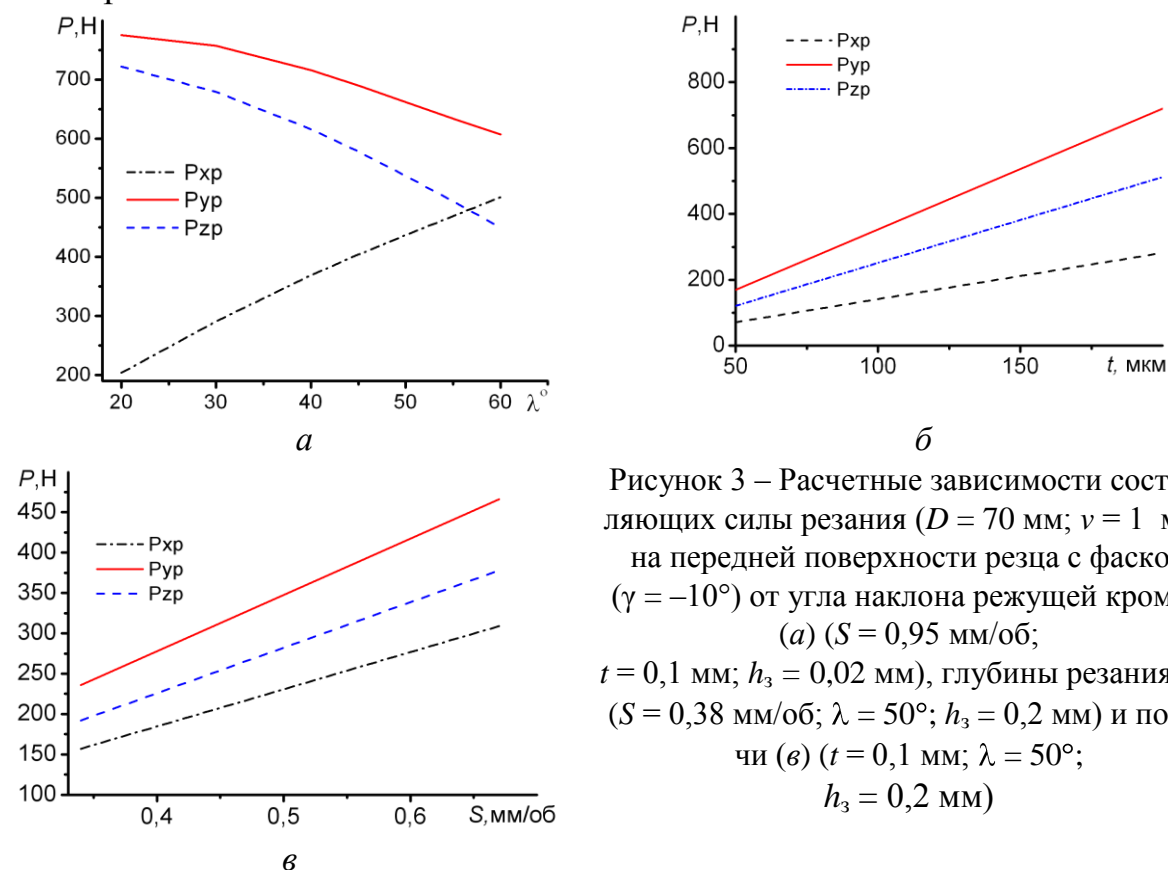 P,Н
700
600
500
400
300
200
Pxp
Pyp
Pzp
20 30 40 50 60 λ°
а
P,Н
800
600
400
200
0
Pxp
Pyp
Pzp
50 100 150 t, мкм
б
P,Н
450
400
350
300
250
200
150
100
Pxp
Pyp
Pzp
0,4 0,5 0,6 S,мм/об
в
Рисунок 3 – Расчетные зависимости сост
ляющих силы резания (D = 70 мм; v = 1 м
на передней поверхности резца с фаско
(γ = –10°) от угла наклона режущей кром
(а) (S = 0,95 мм/об;
t = 0,1 мм; hз = 0,02 мм), глубины резания
(S = 0,38 мм/об; λ = 50°; hз = 0,2 мм) и по
чи (в) (t = 0,1 мм; λ = 50°;
hз = 0,2 мм)